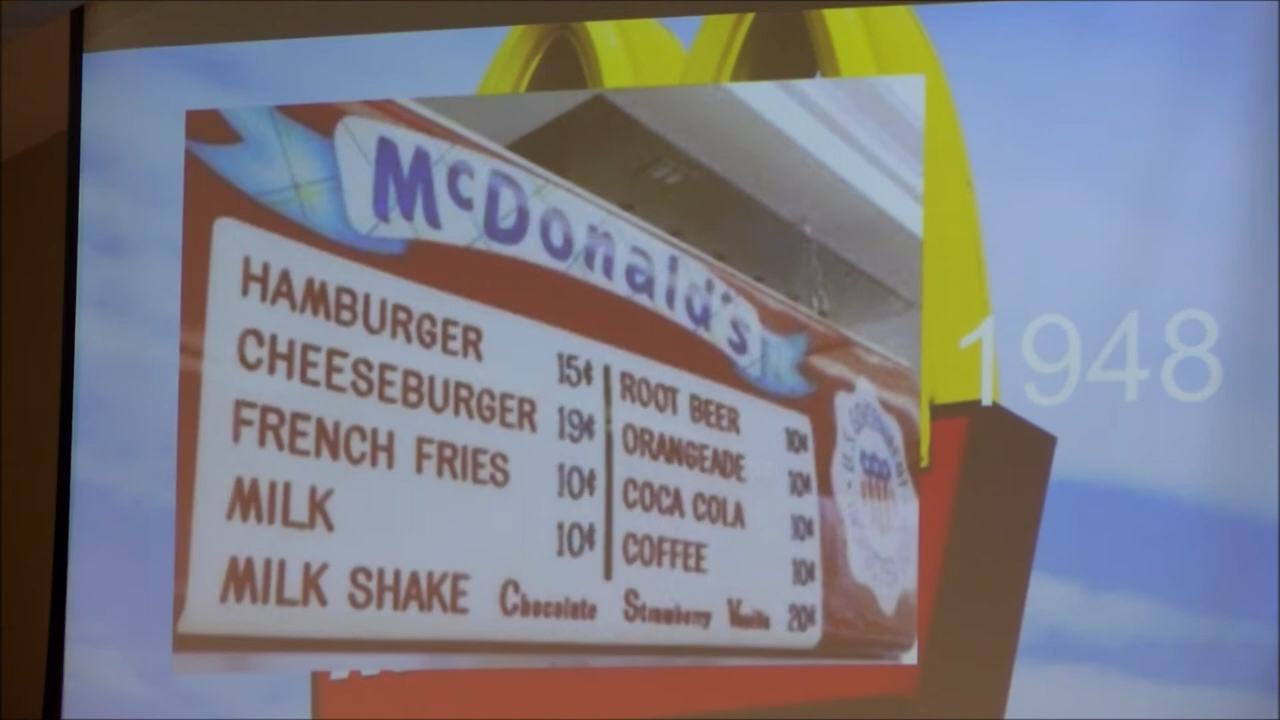 McDonald's
HAMBURGER 15¢
CHEESEBURGER 19¢
FRENCH FRIES 10¢
MILK 10¢
ROOT BEER 10¢
ORANGEADE 10¢
COCA COLA 10¢
COFFEE 10¢
MILK SHAKE Chocolate Strawberry Vanilla 20¢
U.S. GOVERNMENT
1948